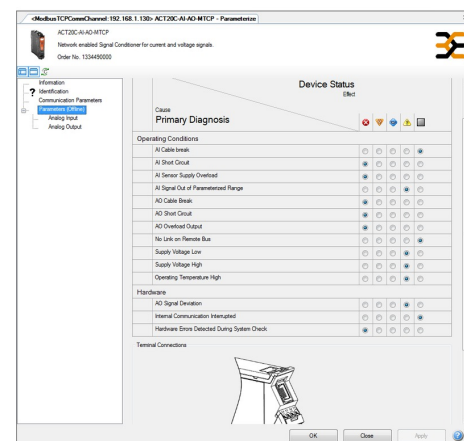 <ModbusTCPCommChannel:192.168.1.130> ACT20C-AI-AO-MTCP - Parameterize
ACT20C-AI-AO-MTCP
Network enabled Signal Conditioner for current and voltage signals.
Order No. 1334490000
Information
? Identification
Communication Parameters
Parameters (Offline)
Analog Input
Analog Output
Device Status
Effect
Cause
Primary Diagnosis
Operating Conditions
AI Cable break
AI Short Circuit
AI Sensor Supply Overload
AI Signal Out of Parameterized Range
AO Cable Break
AO Short Circuit
AO Overload Output
No Link on Remote Bus
Supply Voltage Low
Supply Voltage High
Operating Temperature High
Hardware
AO Signal Deviation
Internal Communication Interrupted
Hardware Errors Detected During System Check
Terminal Connections
OK
Close
Apply